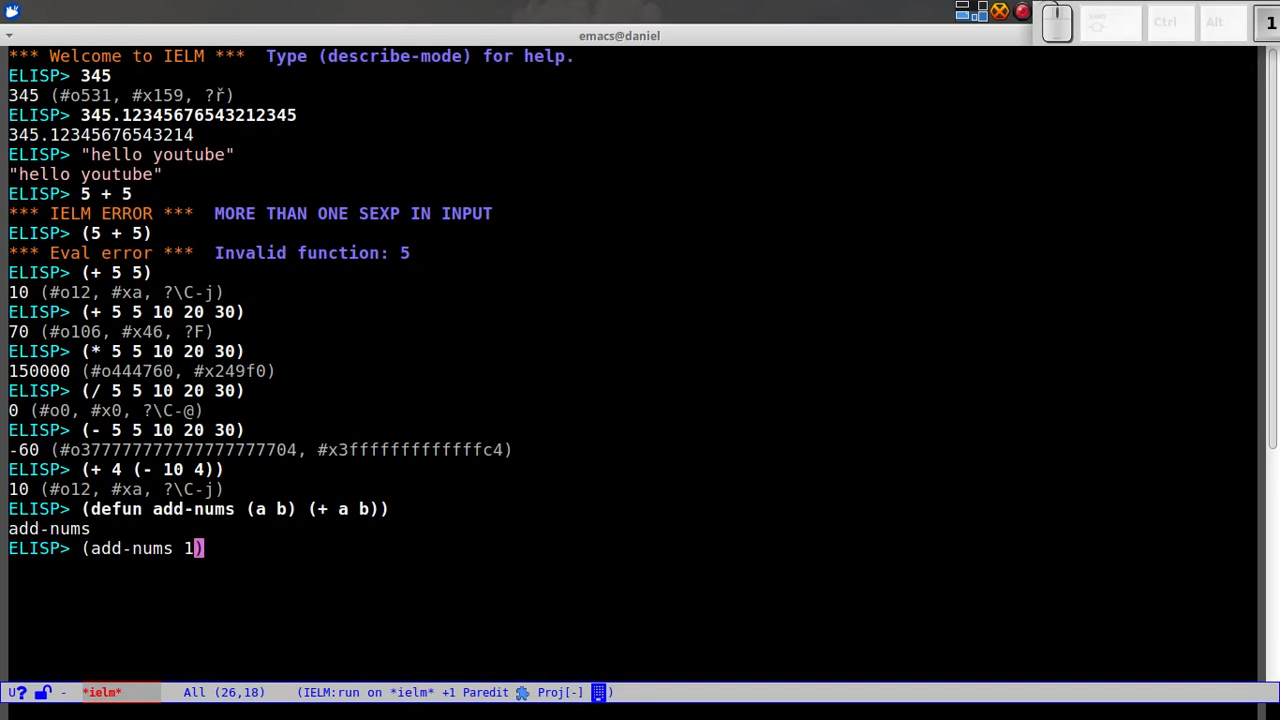 Ctrl
Alt
1
emacs@daniel
*** Welcome to IELM ***  Type (describe-mode) for help.
ELISP> 345
345 (#o531, #x159, ?ř)
ELISP> 345.12345676543212345
345.12345676543214
ELISP> "hello youtube"
"hello youtube"
ELISP> 5 + 5
*** IELM ERROR ***  MORE THAN ONE SEXP IN INPUT
ELISP> (5 + 5)
*** Eval error ***  Invalid function: 5
ELISP> (+ 5 5)
10 (#o12, #xa, ?\C-j)
ELISP> (+ 5 5 10 20 30)
70 (#o106, #x46, ?F)
ELISP> (* 5 5 10 20 30)
150000 (#o444760, #x249f0)
ELISP> (/ 5 5 10 20 30)
0 (#o0, #x0, ?\C-@)
ELISP> (- 5 5 10 20 30)
-60 (#o377777777777777777704, #x3fffffffffffffc4)
ELISP> (+ 4 (- 10 4))
10 (#o12, #xa, ?\C-j)
ELISP> (defun add-nums (a b) (+ a b))
add-nums
ELISP> (add-nums 1)
U? - *ielm* All (26,18) (IELM:run on *ielm* +1 Paredit Proj[-] )